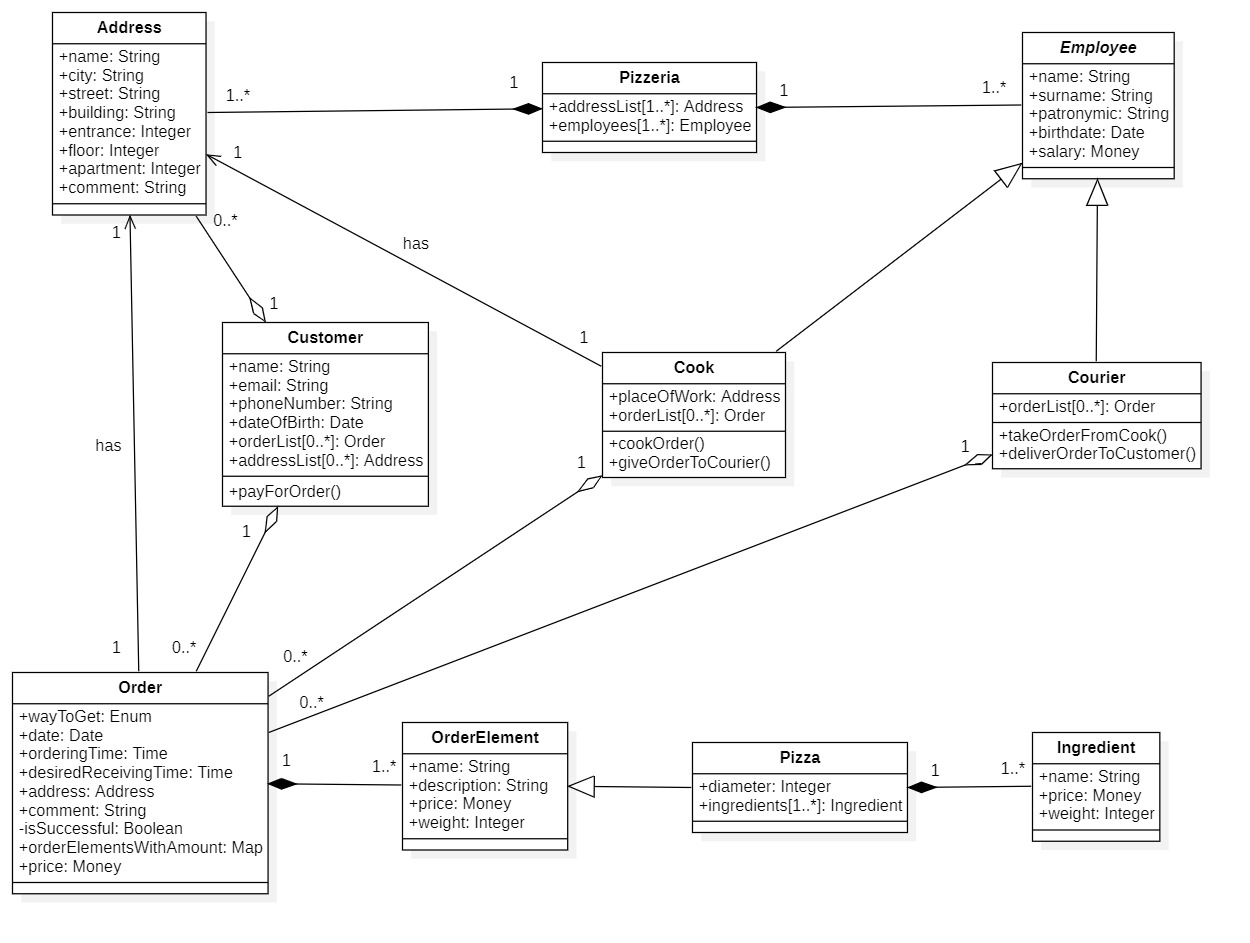 Address
+name: String
+city: String
+street: String
+building: String
+entrance: Integer
+floor: Integer
+apartment: Integer
+comment: String
1..*
1
Pizzeria
+addressList[1..*]: Address
+employees[1..*]: Employee
1
1..*
Employee
+name: String
+surname: String
+patronymic: String
+birthdate: Date
+salary: Money
1
1
0..*
has
1
1
Customer
+name: String
+email: String
+phoneNumber: String
+dateOfBirth: Date
+orderList[0..*]: Order
+addressList[0..*]: Address
+payForOrder()
Cook
+placeOfWork: Address
+orderList[0..*]: Order
+cookOrder()
+giveOrderToCourier()
Courier
+orderList[0..*]: Order
+takeOrderFromCook()
+deliverOrderToCustomer()
has
1
1
1
1
0..*
0..*
0..*
Order
+wayToGet: Enum
+date: Date
+orderingTime: Time
+desiredReceivingTime: Time
+address: Address
+comment: String
-isSuccessful: Boolean
+orderElementsWithAmount: Map
+price: Money
1
1..*
OrderElement
+name: String
+description: String
+price: Money
+weight: Integer
Pizza
+diameter: Integer
+ingredients[1..*]: Ingredient
1
1..*
Ingredient
+name: String
+price: Money
+weight: Integer